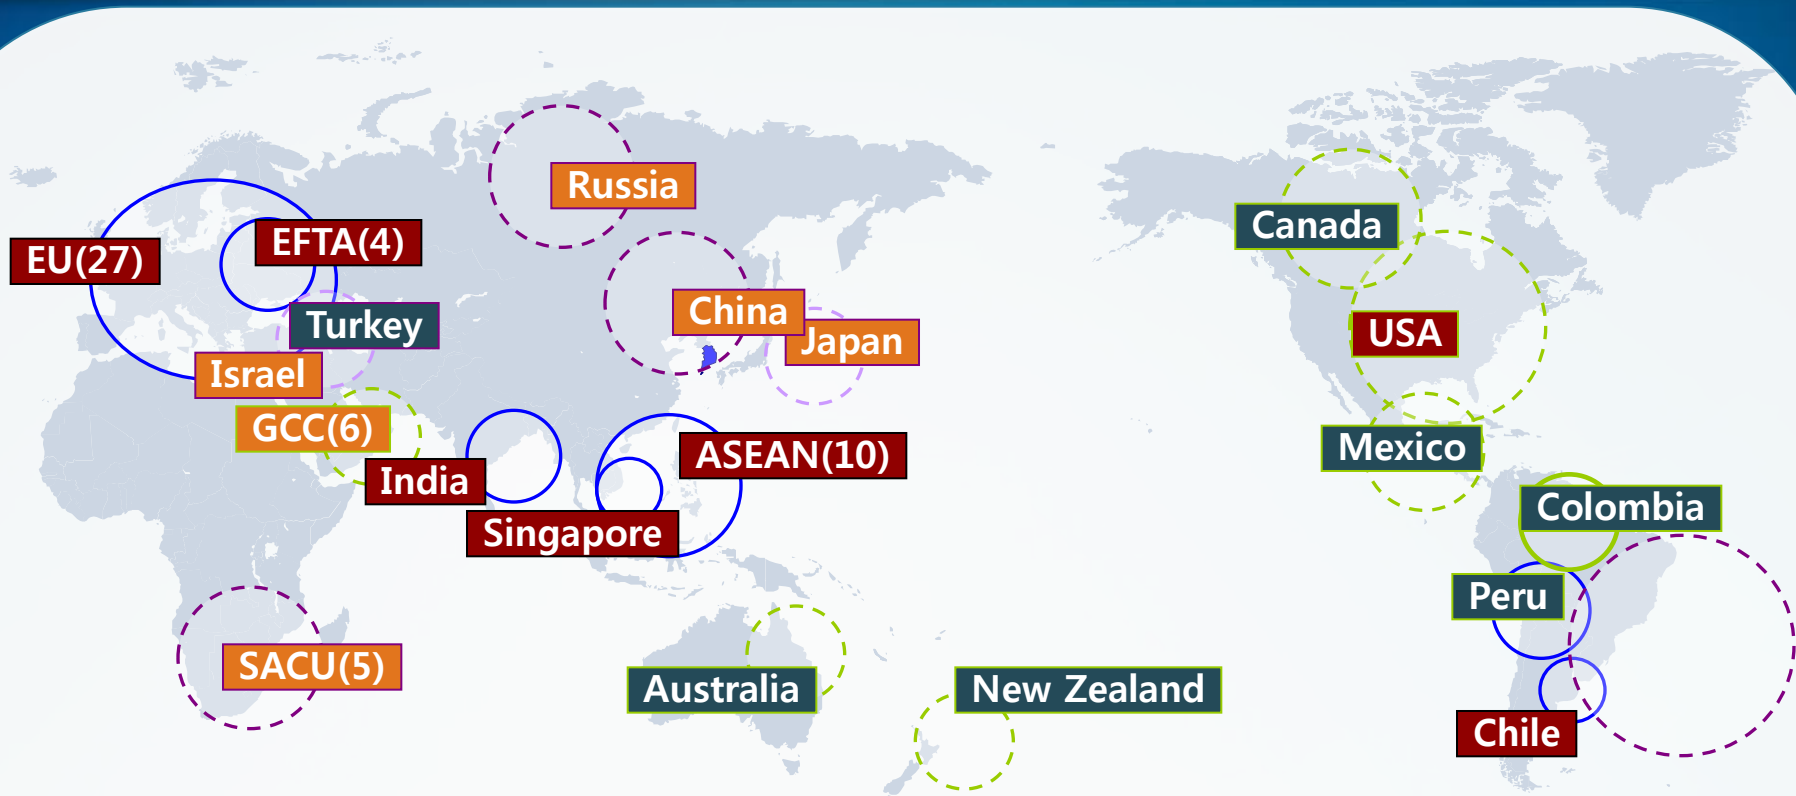 Russia
Canada
EFTA(4)
EU(27)
China
Turkey
USA
Japan
Israel
GCC(6)
Mexico
ASEAN(10)
India
Colombia
Singapore
Peru
SACU(5)
Australia
New Zealand
Chile